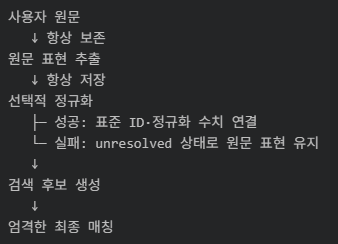 사용자 원문
↓ 항상 보존
원문 표현 추출
↓ 항상 저장
선택적 정규화
├─ 성공: 표준 ID·정규화 수치 연결
└─ 실패: unresolved 상태로 원문 표현 유지
↓
검색 후보 생성
↓
엄격한 최종 매칭